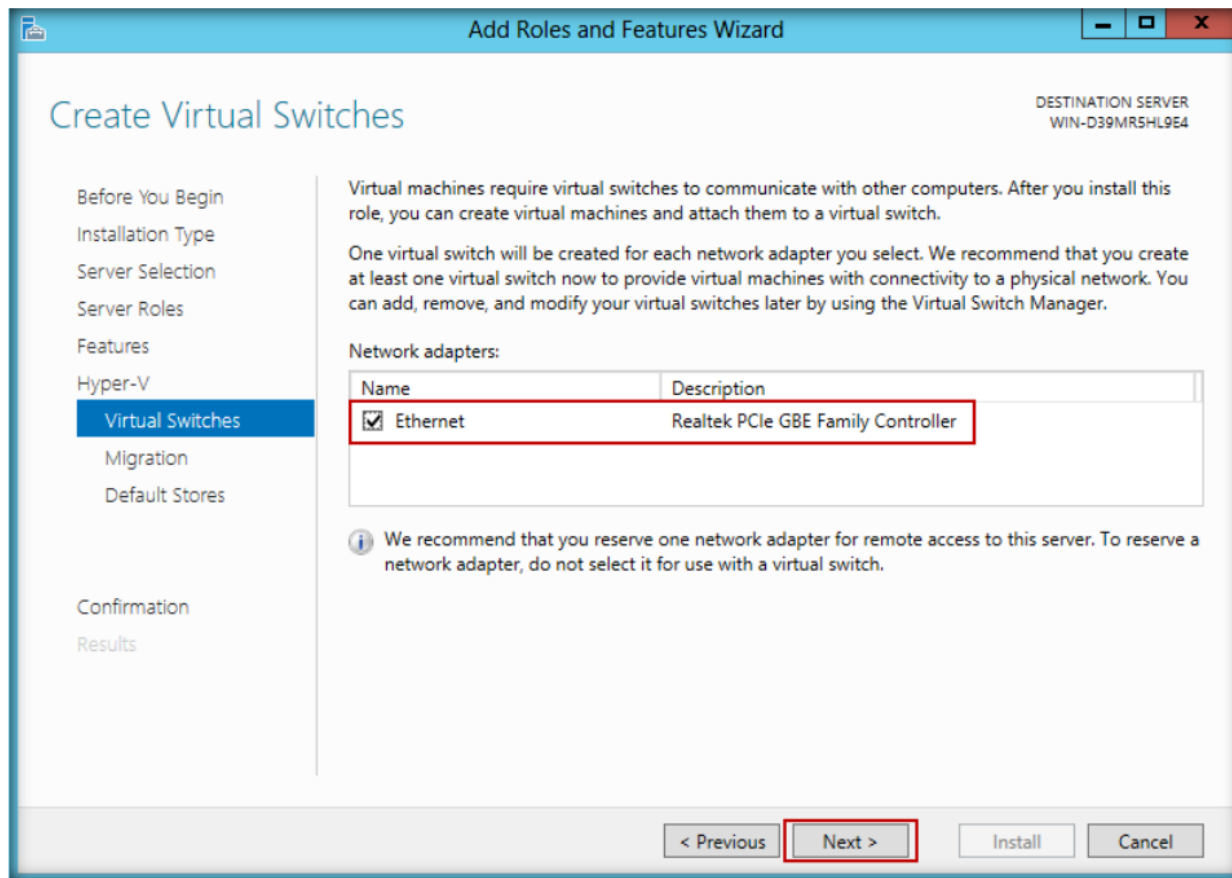 Add Roles and Features Wizard
Create Virtual Switches
DESTINATION SERVER
WIN-D39MR5HL9E4
Before You Begin
Installation Type
Server Selection
Server Roles
Features
Hyper-V
Virtual Switches
Migration
Default Stores
Confirmation
Results
Virtual machines require virtual switches to communicate with other computers. After you install this
role, you can create virtual machines and attach them to a virtual switch.
One virtual switch will be created for each network adapter you select. We recommend that you create
at least one virtual switch now to provide virtual machines with connectivity to a physical network. You
can add, remove, and modify your virtual switches later by using the Virtual Switch Manager.
Network adapters:
Name Description
Ethernet Realtek PCIe GBE Family Controller
We recommend that you reserve one network adapter for remote access to this server. To reserve a
network adapter, do not select it for use with a virtual switch.
< Previous Next > Install Cancel